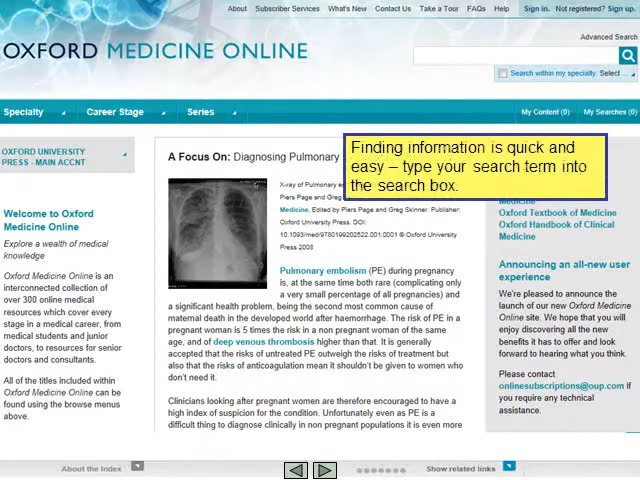 About Subscriber Services What's New Contact Us Take a Tour FAQs Help Sign in. Not registered? Sign up.
OXFORD MEDICINE ONLINE
Advanced Search
Search within my specialty: Select ...
Specialty Career Stage Series My Content (0) My Searches (0)
OXFORD UNIVERSITY
PRESS - MAIN ACCNT
Welcome to Oxford
Medicine Online
Explore a wealth of medical
knowledge
Oxford Medicine Online is an
interconnected collection of
over 300 online medical
resources which cover every
stage in a medical career, from
medical students and junior
doctors, to resources for senior
doctors and consultants.
All of the titles included within
Oxford Medicine Online can be
found using the browse menus
above.
A Focus On: Diagnosing Pulmonary
Finding information is quick and
easy – type your search term into
the search box.
X-ray of Pulmonary
Piers Page and Greg
Medicine, Edited by Piers Page and Greg Skinner. Publisher:
Oxford University Press. DOI:
10.1093/med/9780199202522.001.0001 © Oxford University
Press 2008
Pulmonary embolism (PE) during pregnancy
is, at the same time both rare (complicating only
a very small percentage of all pregnancies) and
a significant health problem, being the second most common cause of
maternal death in the developed world after haemorrhage. The risk of PE in a
pregnant woman is 5 times the risk in a non pregnant woman of the same
age, and of deep venous thrombosis higher than that. It is generally
accepted that the risks of untreated PE outweigh the risks of treatment but
also that the risks of anticoagulation mean it shouldn't be given to women who
don't need it.
Clinicians looking after pregnant women are therefore encouraged to have a
high index of suspicion for the condition. Unfortunately even as PE is a
difficult thing to diagnose clinically in non pregnant populations it is even more
Medicine
Oxford Textbook of Medicine
Oxford Handbook of Clinical
Medicine
Announcing an all-new user
experience
We're pleased to announce the
launch of our new Oxford Medicine
Online site. We hope that you will
enjoy discovering all the new
benefits it has to offer and look
forward to hearing what you think.
Please contact
onlinesubscriptions@oup.com if
you require any technical
assistance.
About the Index Show related links